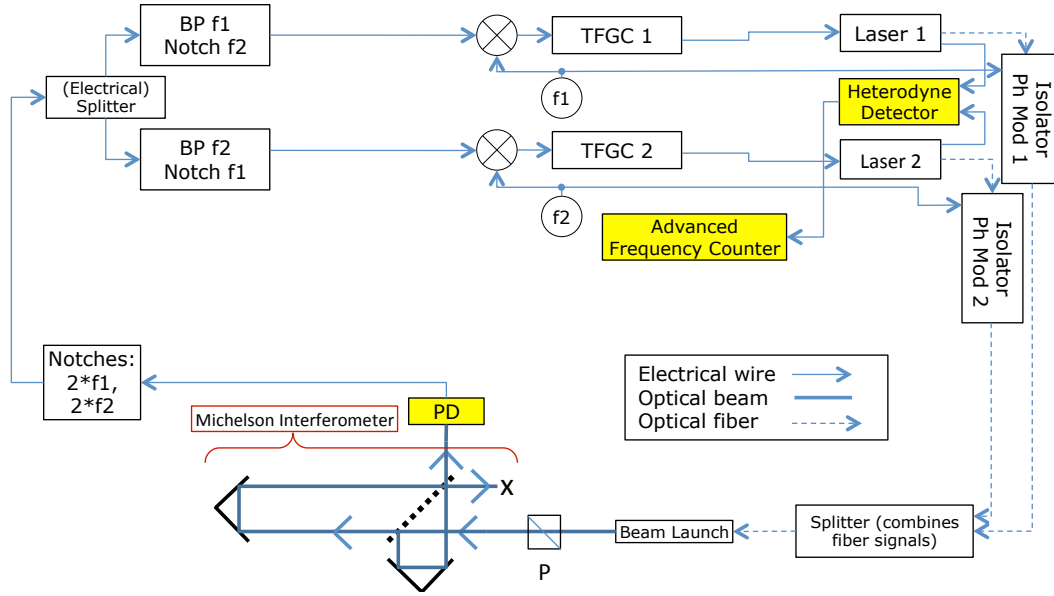 BP f1
Notch f2
TFGC 1
Laser 1
(Electrical)
Splitter
f1
Heterodyne
Detector
Isolator
Ph Mod 1
BP f2
Notch f1
TFGC 2
Laser 2
f2
Advanced
Frequency Counter
Isolator
Ph Mod 2
Notches:
2*f1,
2*f2
Electrical wire
Optical beam
Optical fiber
PD
Michelson Interferometer
X
Beam Launch
Splitter (combines
fiber signals)
P